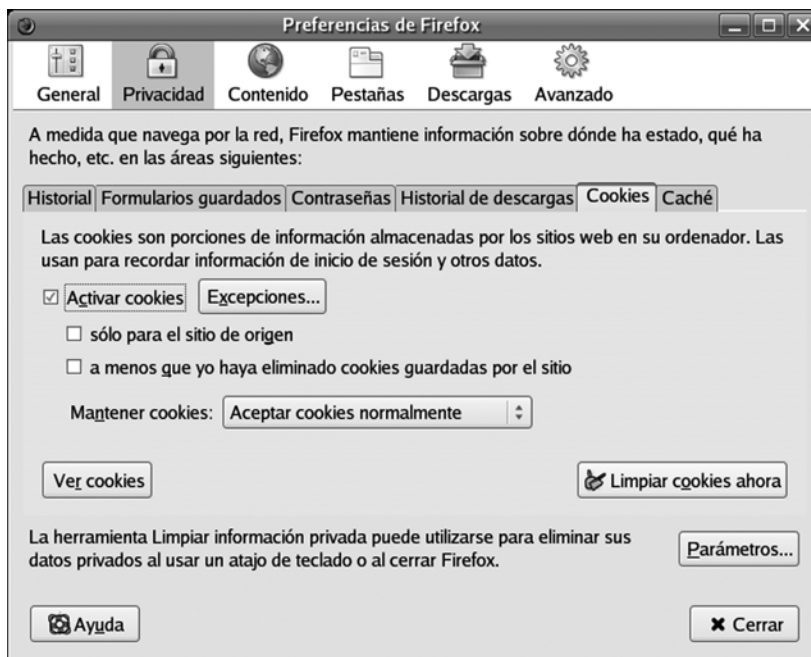 Preferencias de Firefox
General Privacidad Contenido Pestañas Descargas Avanzado
A medida que navega por la red, Firefox mantiene información sobre dónde ha estado, qué ha
hecho, etc. en las áreas siguientes:
Historial Formularios guardados Contraseñas Historial de descargas Cookies Caché
Las cookies son porciones de información almacenadas por los sitios web en su ordenador. Las
usan para recordar información de inicio de sesión y otros datos.
Activar cookies Excepciones...
sólo para el sitio de origen
a menos que yo haya eliminado cookies guardadas por el sitio
Mantener cookies: Aceptar cookies normalmente
Ver cookies Limpiar cookies ahora
La herramienta Limpiar información privada puede utilizarse para eliminar sus
datos privados al usar un atajo de teclado o al cerrar Firefox.
Parámetros...
Ayuda Cerrar